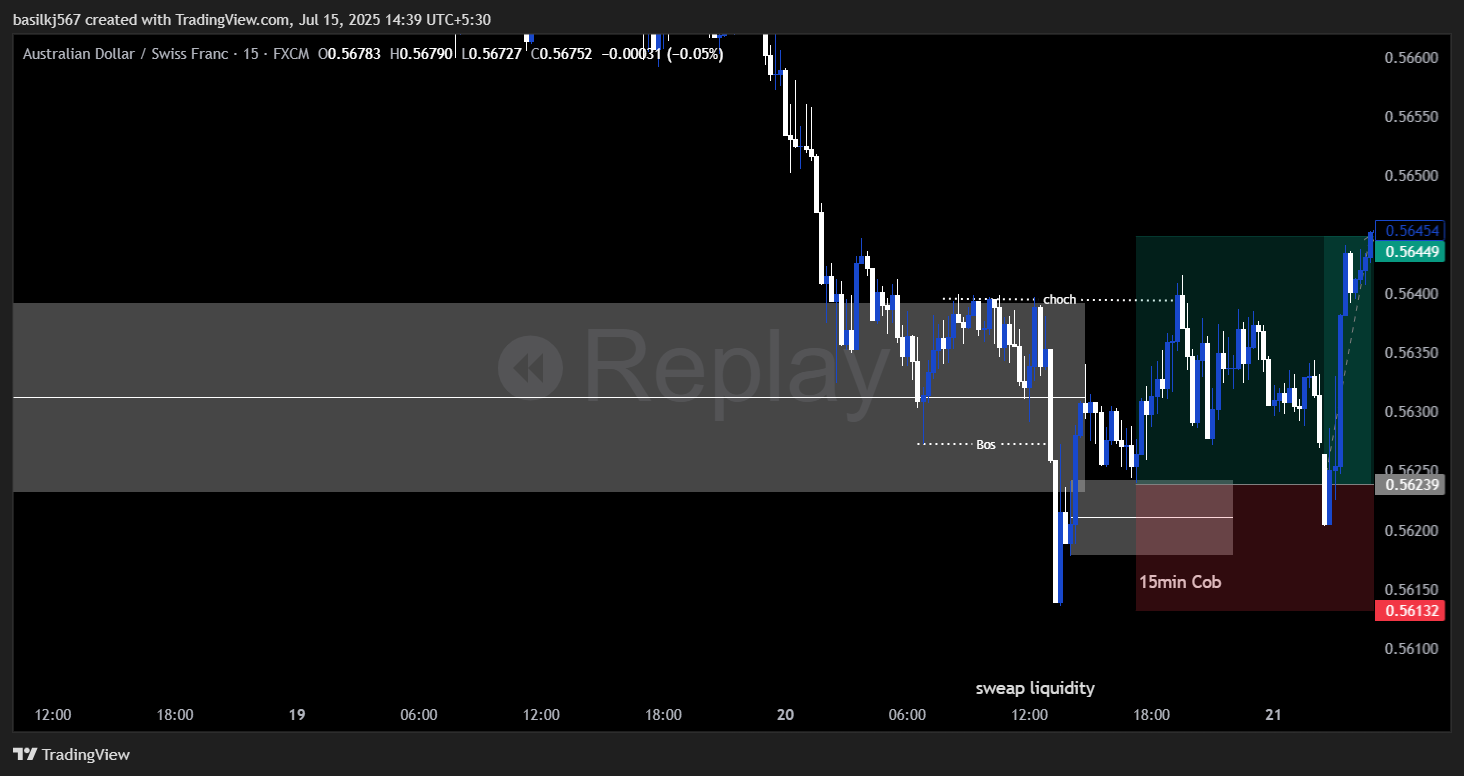 basilkj567 created with TradingView.com, Jul 15, 2025 14:39 UTC+5:30
Australian Dollar / Swiss Franc · 15 · FXCM O0.56783 H0.56790 L0.56727 C0.56752 −0.00031 (−0.05%)
0.56600
0.56550
0.56500
0.56454
0.56449
0.56400
choch
Replay
0.56350
0.56300
Bos
0.56250
0.56239
0.56200
15min Cob
0.56150
0.56132
0.56100
sweap liquidity
12:00 18:00 19 06:00 12:00 18:00 20 06:00 12:00 18:00 21
TradingView